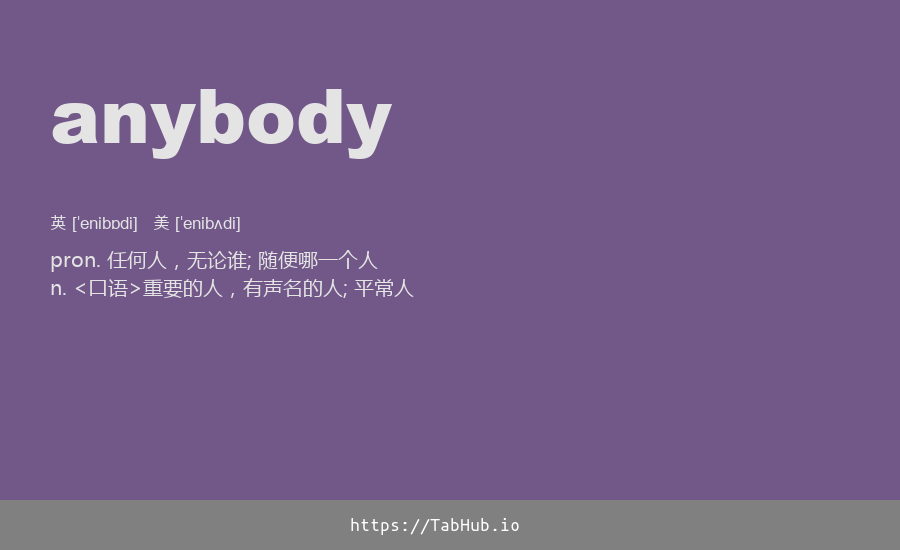 anybody
英 [ˈenibɒdi] 美 [ˈenibʌdi]
pron. 任何人，无论谁; 随便哪一个人
n. <口语>重要的人，有声名的人; 平常人
https://TabHub.io